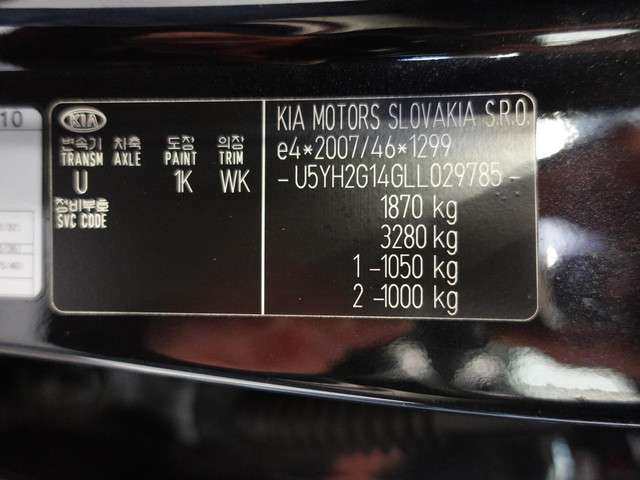 10
KIA
KIA MOTORS SLOVAKIA S.R.O.
변속기 차축 도장 의장
TRANSM AXLE PAINT TRIM
U 1K WK
정비부호
SVC CODE
e4*2007/46*1299
-U5YH2G14GLL029785-
1870 kg
3280 kg
1 -1050 kg
2 -1000 kg